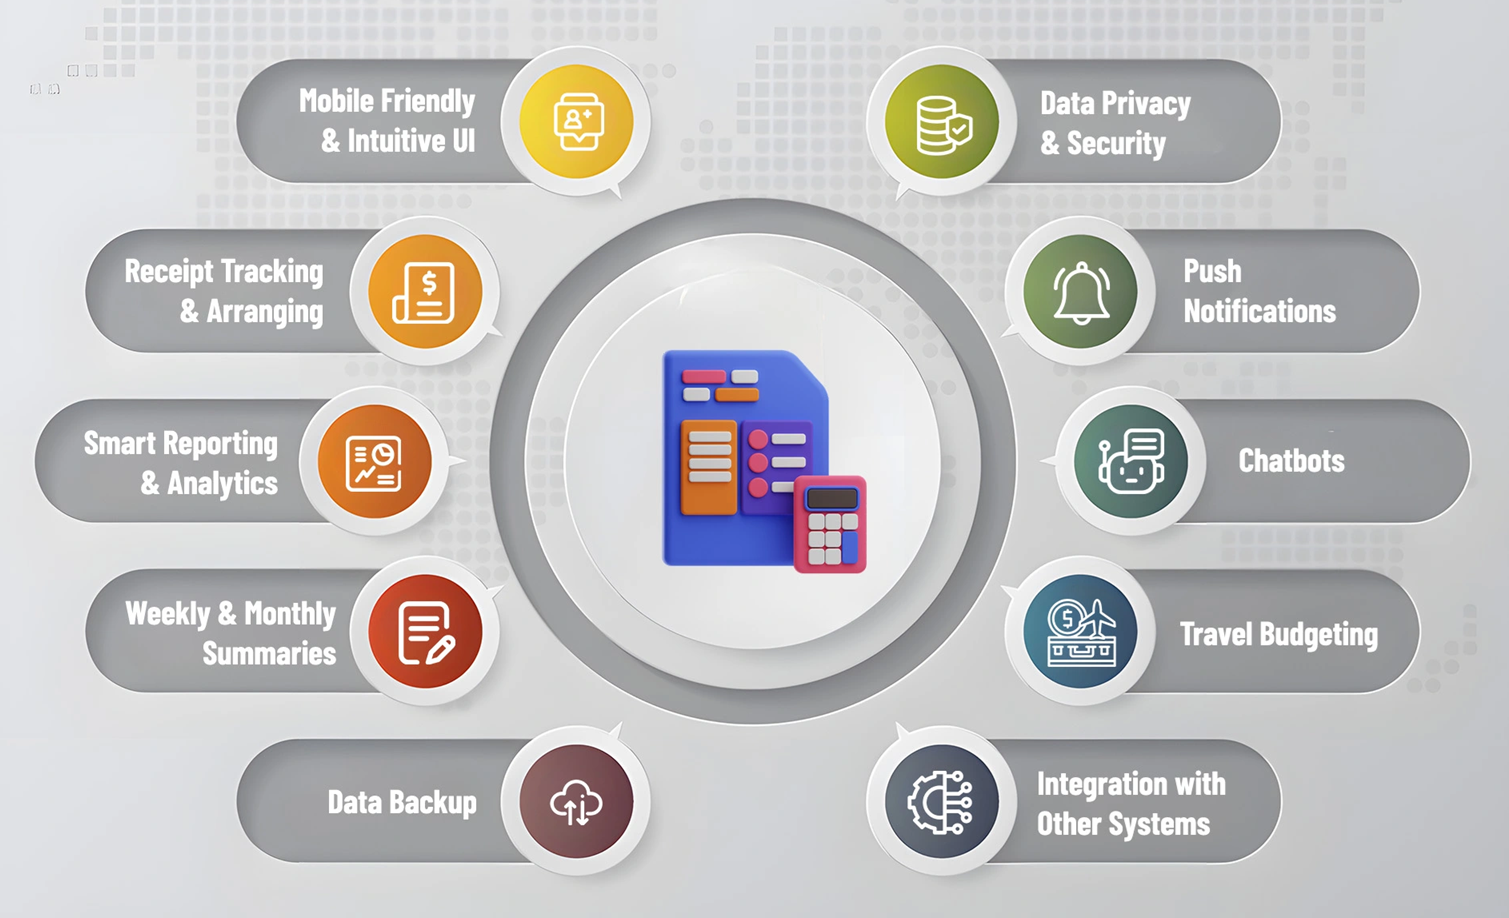 Mobile Friendly
& Intuitive UI
Receipt Tracking
& Arranging
Smart Reporting
& Analytics
Weekly & Monthly
Summaries
Data Backup
Data Privacy
& Security
Push
Notifications
Chatbots
Travel Budgeting
Integration with
Other Systems